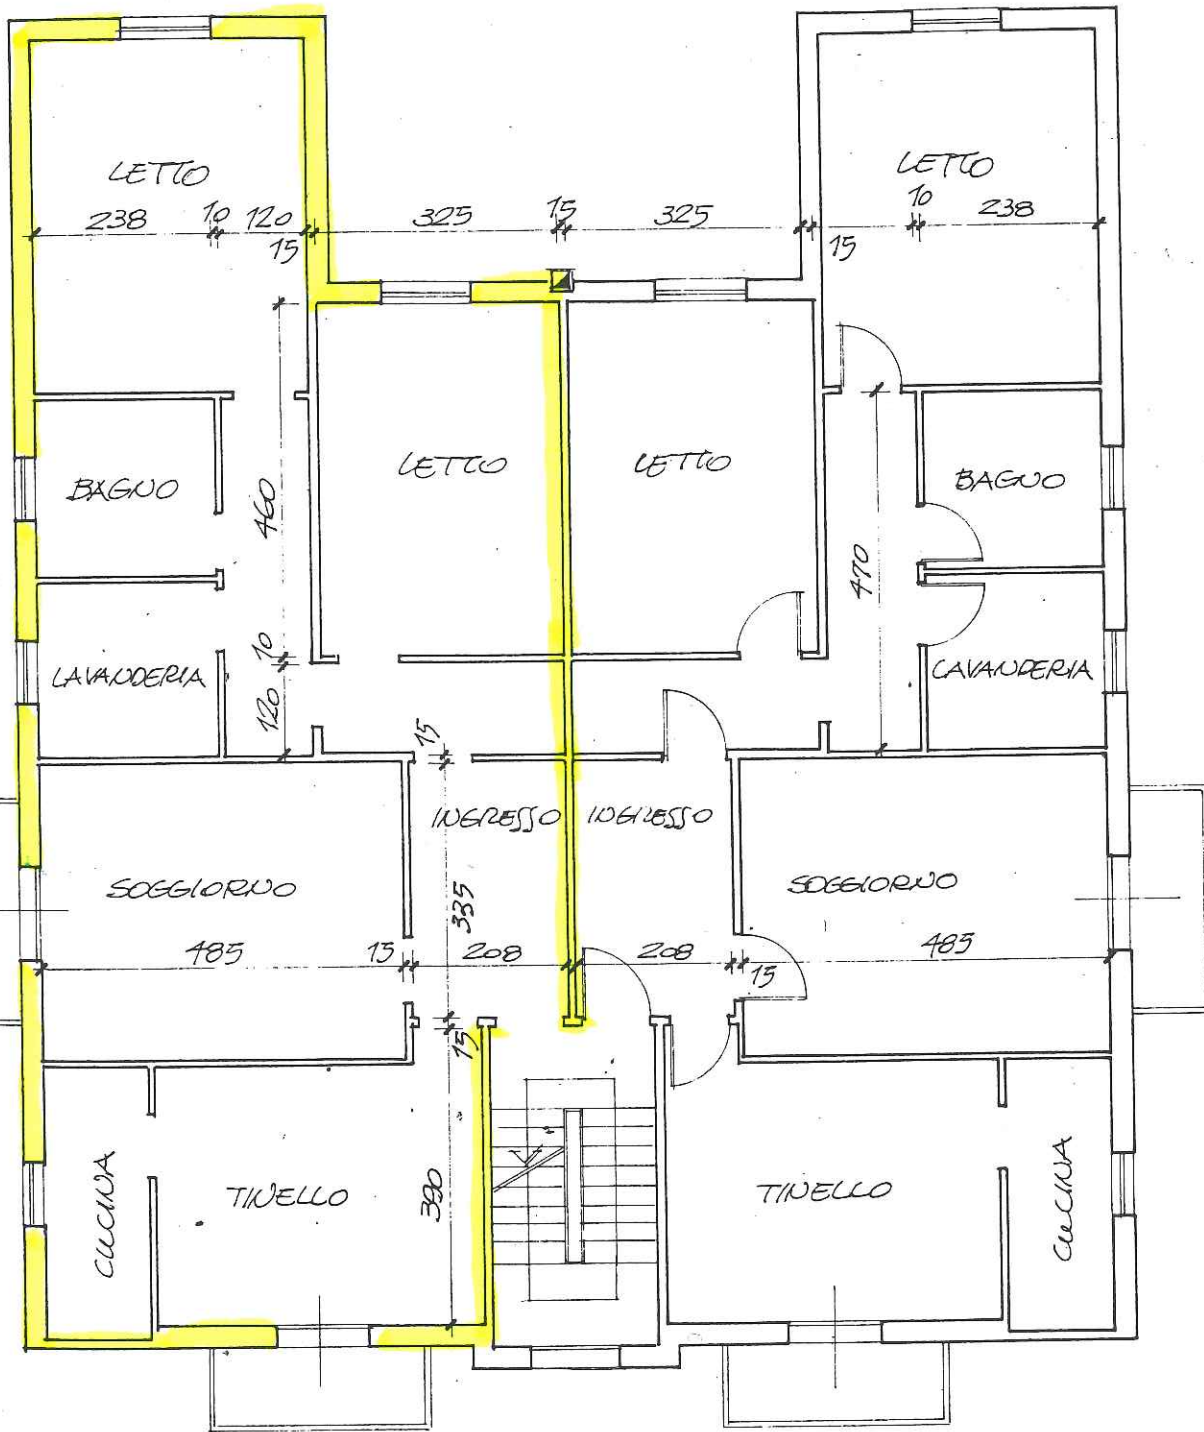 LETTO
LETTO
238 10 120 15 325 15 325 15 10 238
LETTO
LETTO
BAGNO
BAGNO
460
470
10
LAVANDERIA
LAVANDERIA
120
15
INGRESSO
INGRESSO
SOGGIORNO
SOGGIORNO
335
485 15 208 208 15 485
15
CUCINA
TINELLO
390
TINELLO
CUCINA